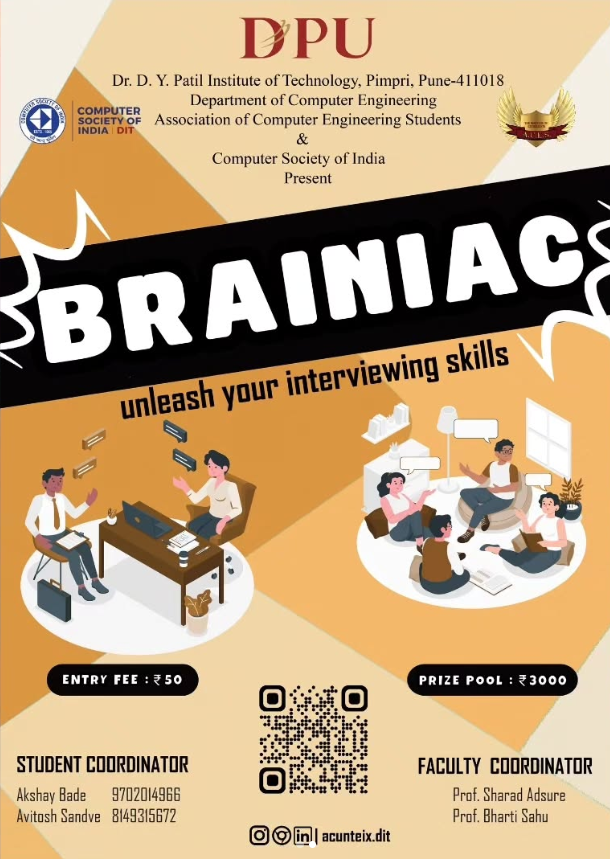 DPU
Dr. D. Y. Patil Institute of Technology, Pimpri, Pune-411018
Department of Computer Engineering
Association of Computer Engineering Students
&
Computer Society of India
Present
COMPUTER
SOCIETY OF
INDIA | DIT
BRAINIAC
unleash your interviewing skills
ENTRY FEE : ₹50
PRIZE POOL : ₹3000
STUDENT COORDINATOR
Akshay Bade 9702014966
Avitosh Sandve 8149315672
FACULTY COORDINATOR
Prof. Sharad Adsure
Prof. Bharti Sahu
in | acunteix.dit